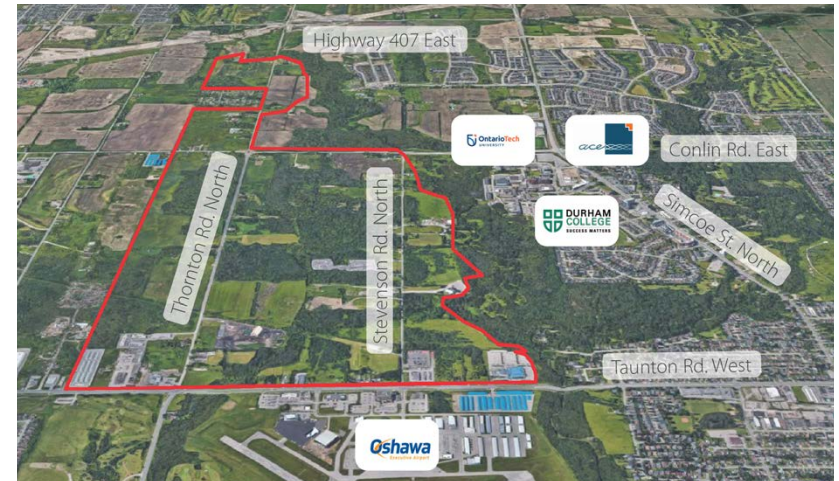 Highway 407 East
OntarioTech
UNIVERSITY
ace
Conlin Rd. East
DURHAM
COLLEGE
SUCCESS MATTERS
Simcoe St. North
Thornton Rd. North
Stevenson Rd. North
Taunton Rd. West
Oshawa
Executive Airport